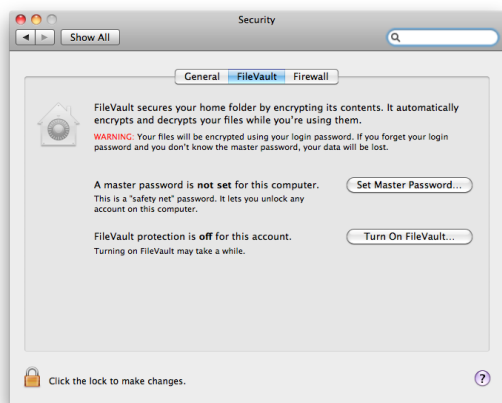 Security
Show All
General FileVault Firewall
FileVault secures your home folder by encrypting its contents. It automatically
encrypts and decrypts your files while you're using them.
WARNING: Your files will be encrypted using your login password. If you forget your login
password and you don't know the master password, your data will be lost.
A master password is not set for this computer.
Set Master Password...
This is a "safety net" password. It lets you unlock any
account on this computer.
FileVault protection is off for this account.
Turn On FileVault...
Turning on FileVault may take a while.
Click the lock to make changes.
?